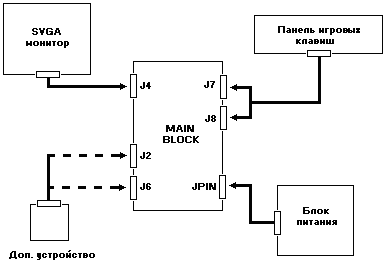 SVGA
монитор
Панель игровых
клавиш
J4
J7
J8
MAIN
BLOCK
J2
J6
JPIN
Блок
питания
Доп. устройство